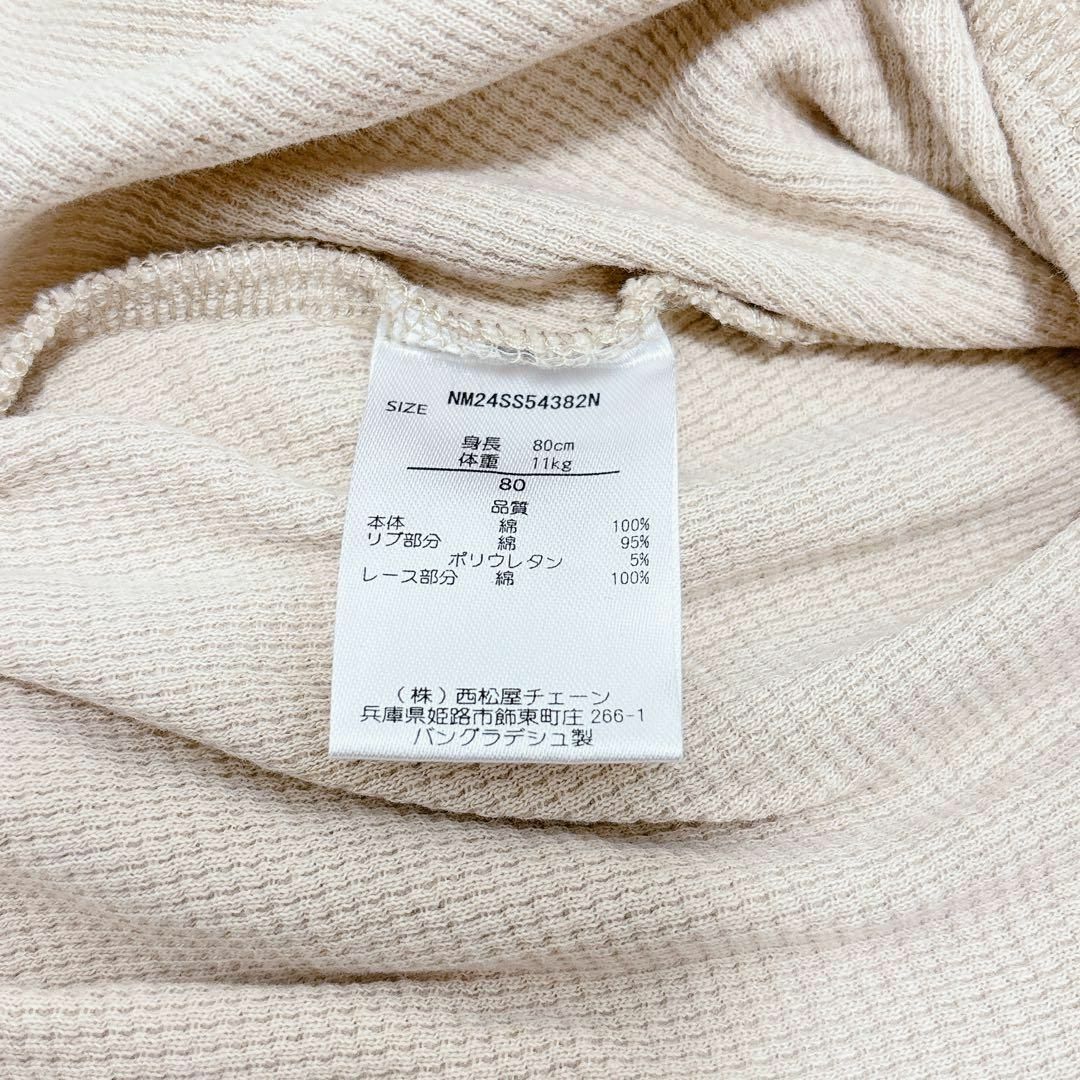 SIZE NM24SS54382N
身長 80cm
体重 11kg
80
品質
本体 綿 100%
リブ部分 綿 95%
ポリウレタン 5%
レース部分 綿 100%
(株)西松屋チェーン
兵庫県姫路市飾東町庄 266-1
バングラデシュ製